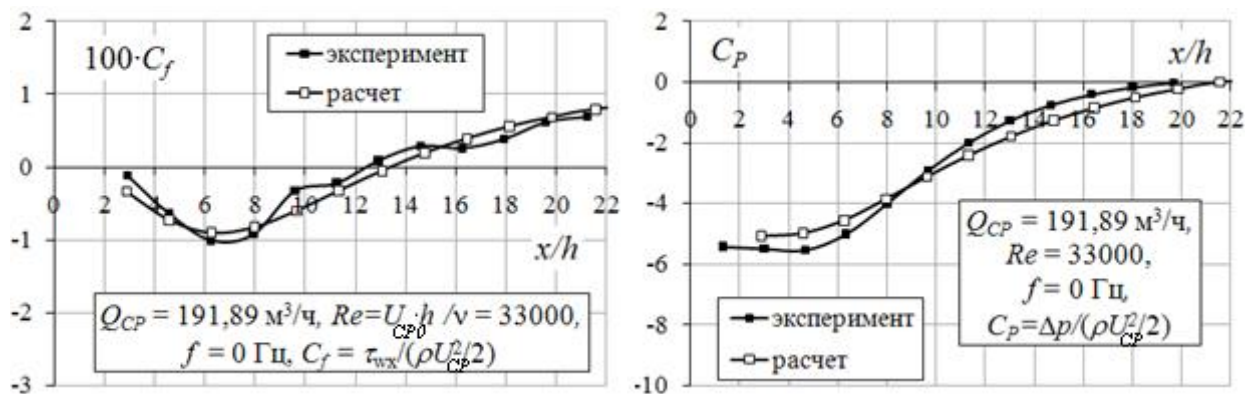 2
1
0
-1
-2
-3
100·C_f
эксперимент
расчет
0 2 4 6 8 10 12 14 16 18 20 22
x/h
Q_CP = 191,89 м³/ч, Re=U_CP0·h /ν = 33000,
f = 0 Гц, C_f = τ_wx/(ρU_CP²/2)
2
0
-2
-4
-6
-8
-10
C_P
x/h
0 2 4 6 8 10 12 14 16 18 20 22
Q_CP = 191,89 м³/ч,
Re = 33000,
f = 0 Гц,
C_P=Δp/(ρU_CP²/2)
эксперимент
расчет